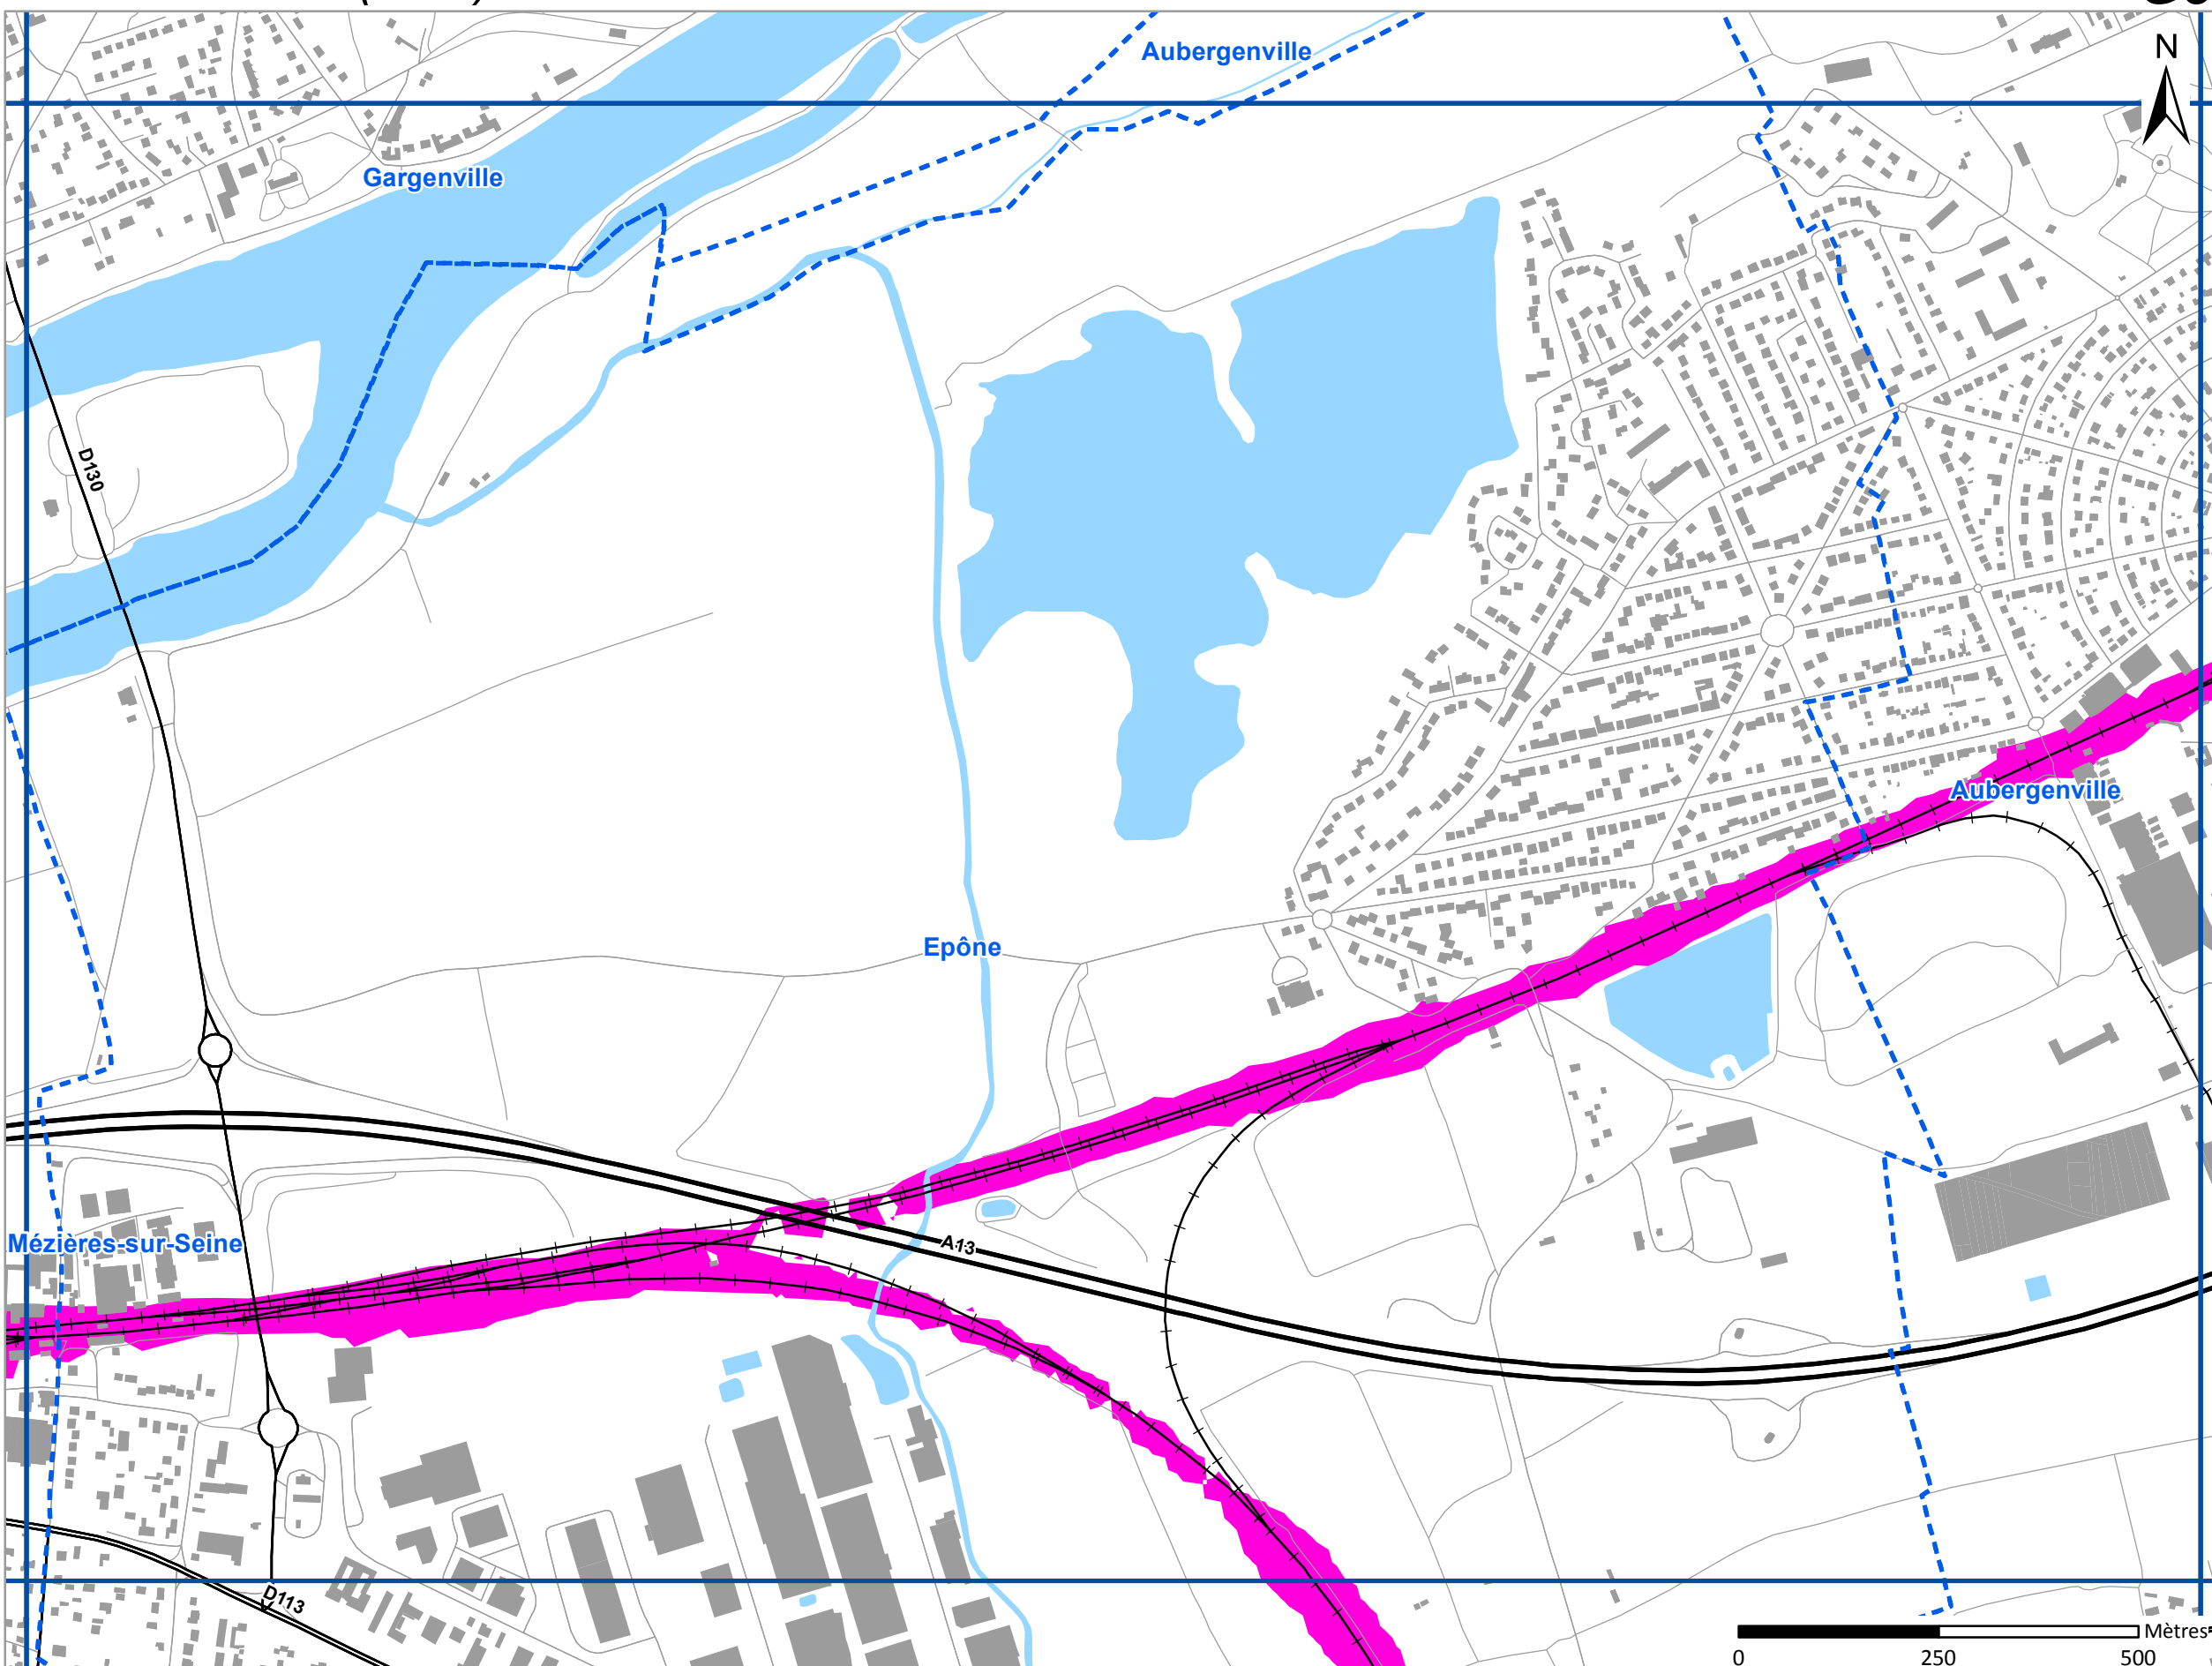 Aubergenville
N
Gargenville
D130
Aubergenville
Epône
A13
Mézières-sur-Seine
D113
Mètres
0 250 500